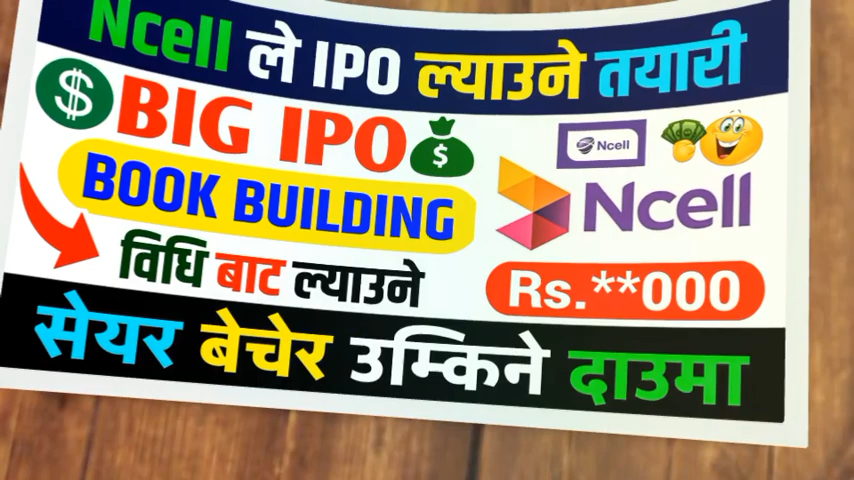 Ncell ले IPO ल्याउने तयारी
BIG IPO
Ncell
BOOK BUILDING
Ncell
विधि बाट ल्याउने
Rs.**000
सेयर बेचेर उम्किने दाउमा